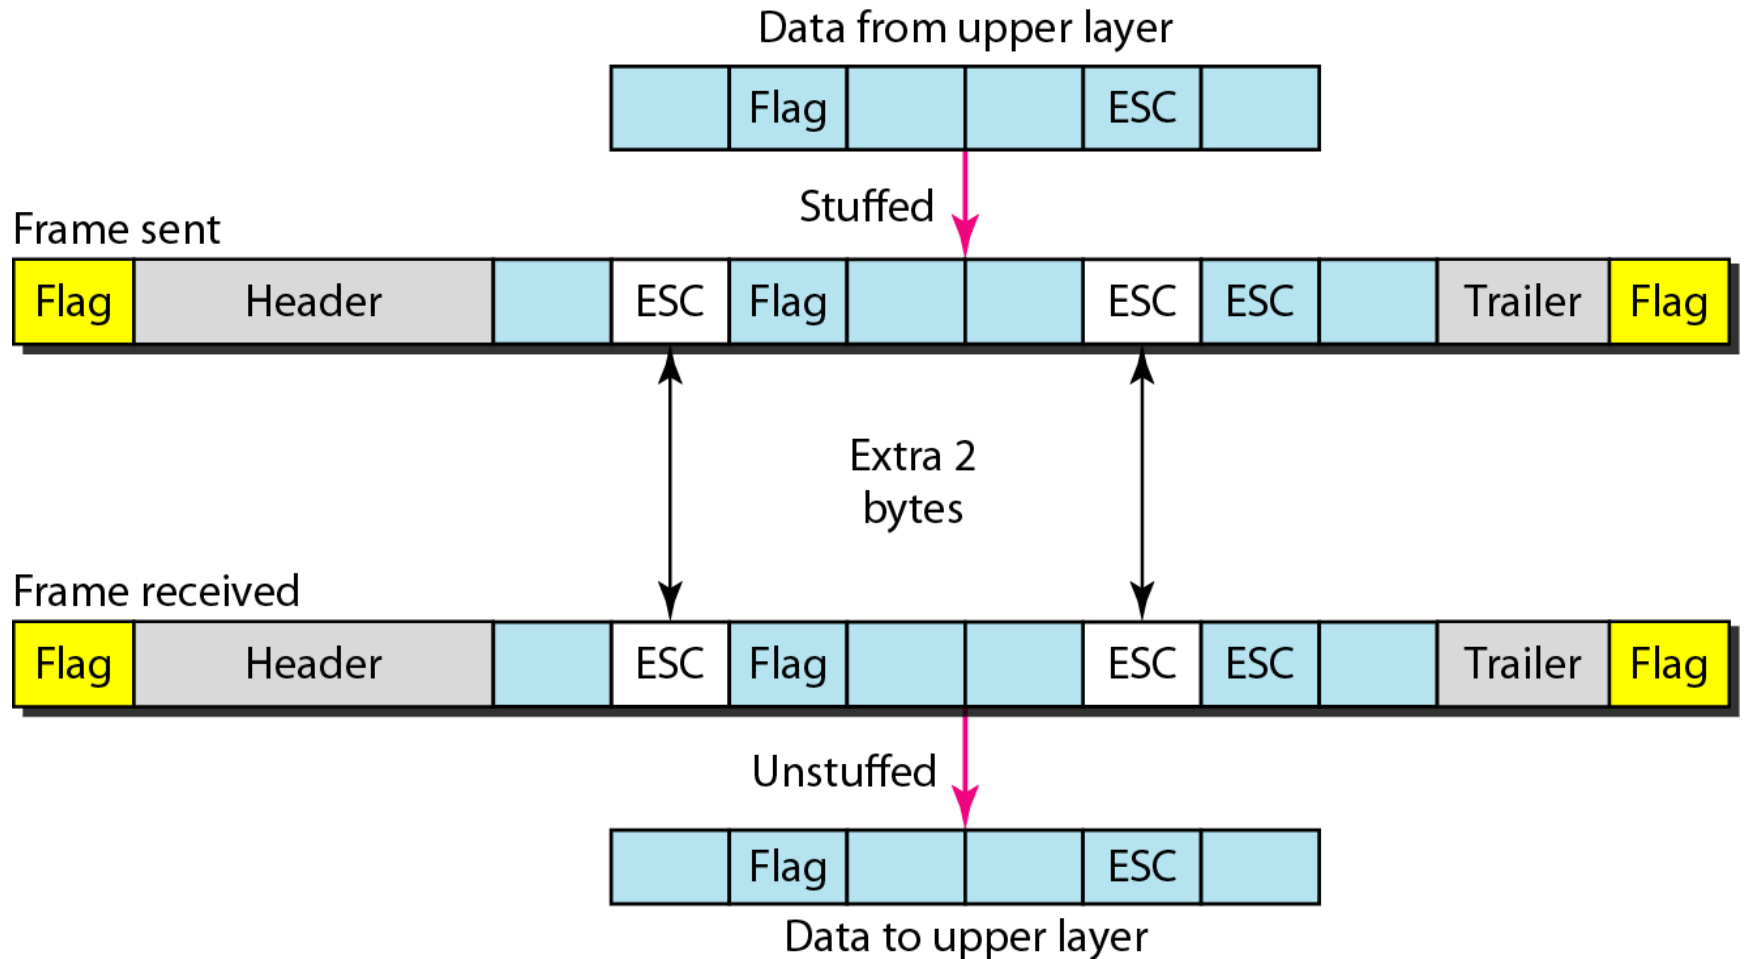 Data from upper layer
Flag ESC
Stuffed
Frame sent
Flag Header ESC Flag ESC ESC Trailer Flag
Extra 2
bytes
Frame received
Flag Header ESC Flag ESC ESC Trailer Flag
Unstuffed
Flag ESC
Data to upper layer